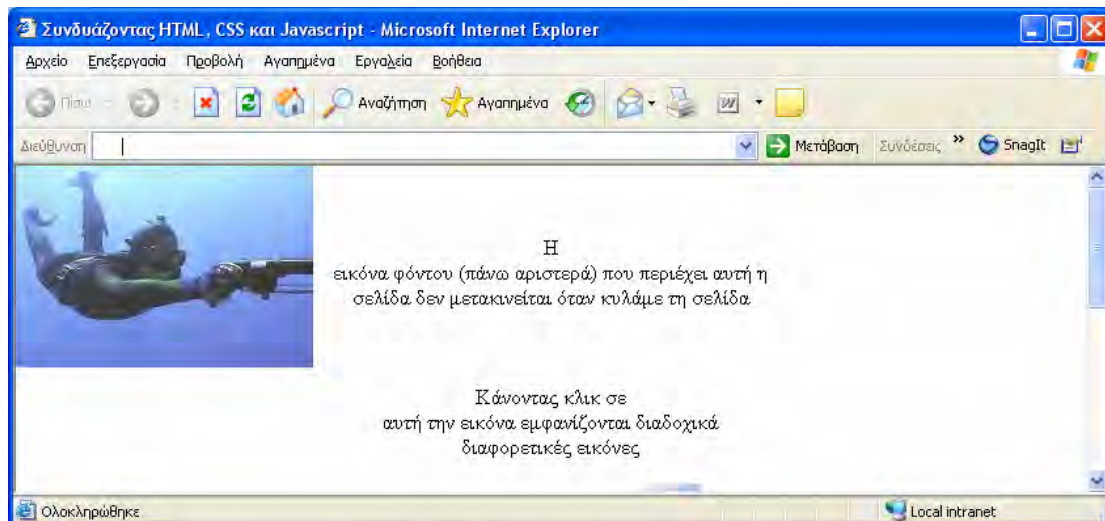 Συνδυάζοντας HTML, CSS και Javascript - Microsoft Internet Explorer
Αρχείο Επεξεργασία Προβολή Αγαπημένα Εργαλεία Βοήθεια
Πίσω Αναζήτηση Αγαπημένα
Διεύθυνση Μετάβαση Συνδέσεις » SnagIt
Η
εικόνα φόντου (πάνω αριστερά) που περιέχει αυτή η
σελίδα δεν μετακινείται όταν κυλάμε τη σελίδα
Κάνοντας κλικ σε
αυτή την εικόνα εμφανίζονται διαδοχικά
διαφορετικές εικόνες
Ολοκληρώθηκε Local intranet